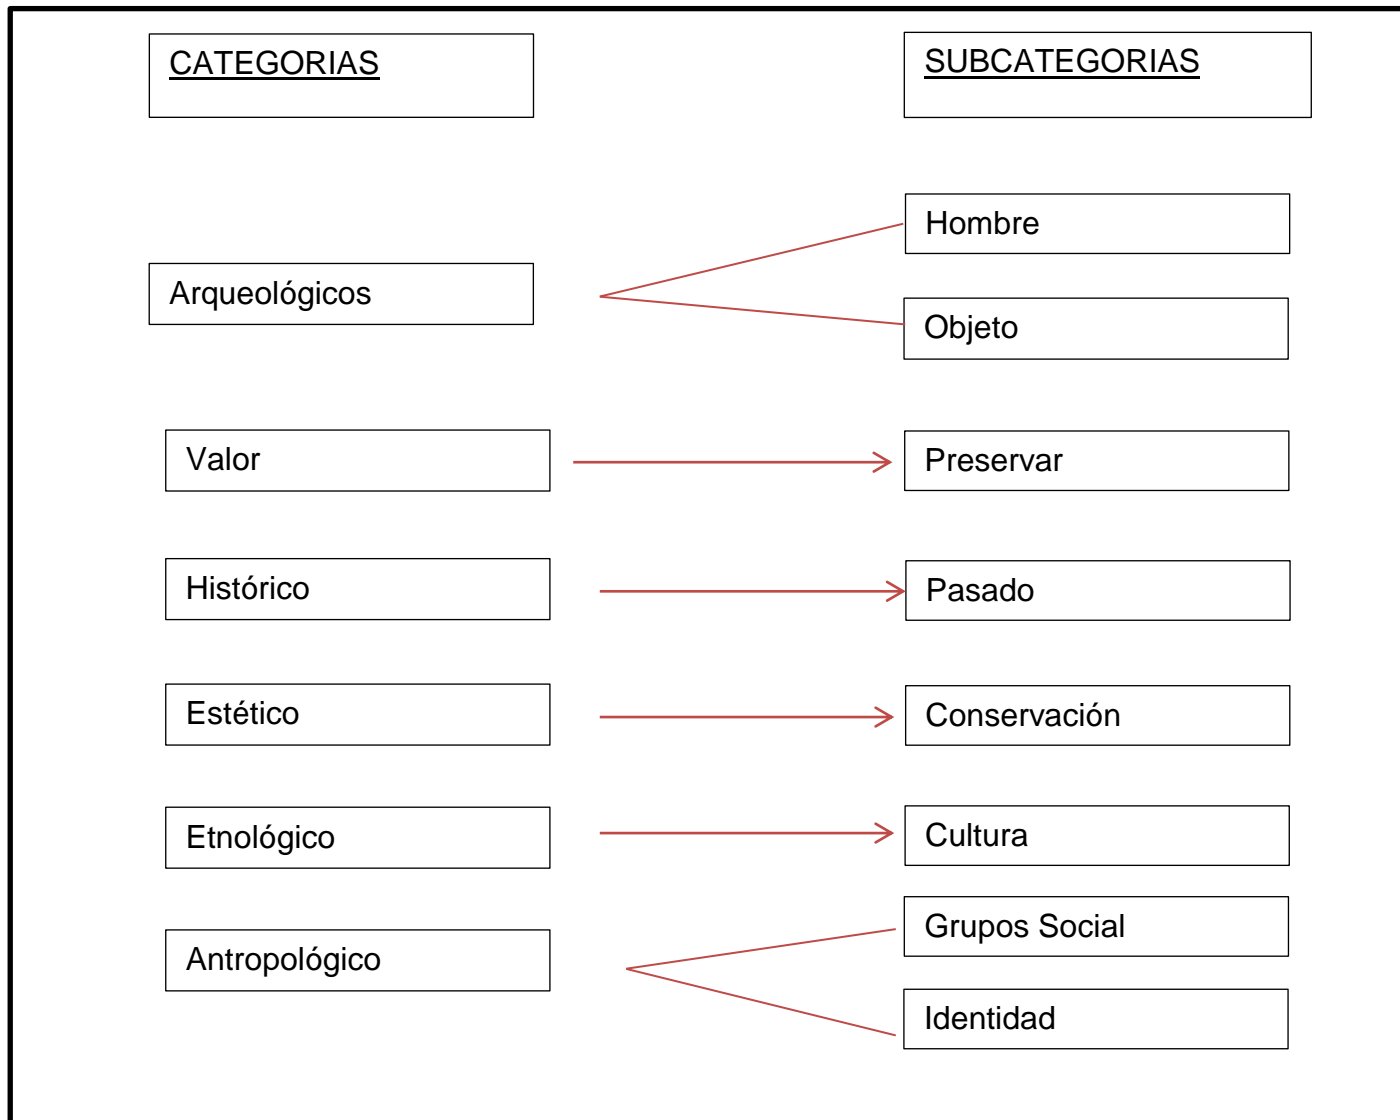 CATEGORIAS
SUBCATEGORIAS
Arqueológicos
Hombre
Objeto
Valor
Preservar
Histórico
Pasado
Estético
Conservación
Etnológico
Cultura
Antropológico
Grupos Social
Identidad